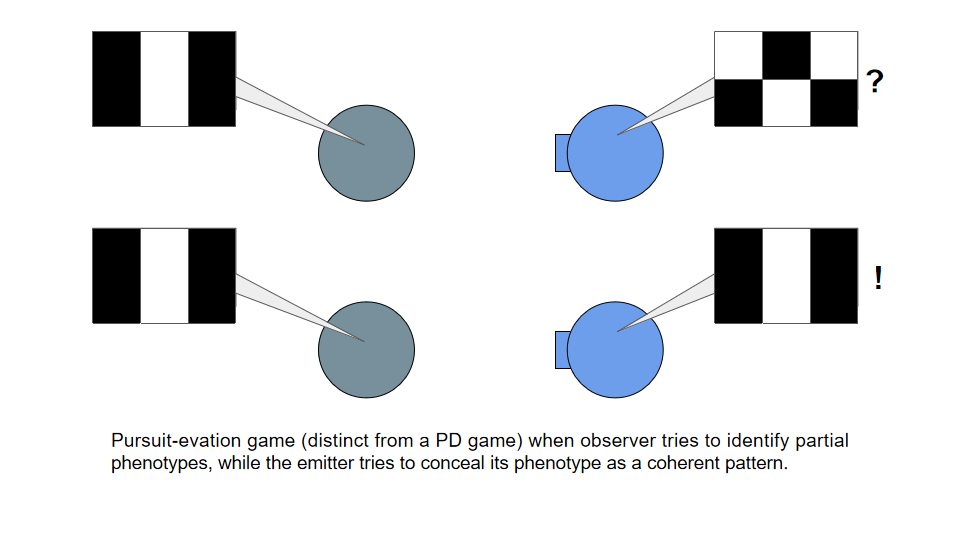 ?
!
Pursuit-evation game (distinct from a PD game) when observer tries to identify partial
phenotypes, while the emitter tries to conceal its phenotype as a coherent pattern.